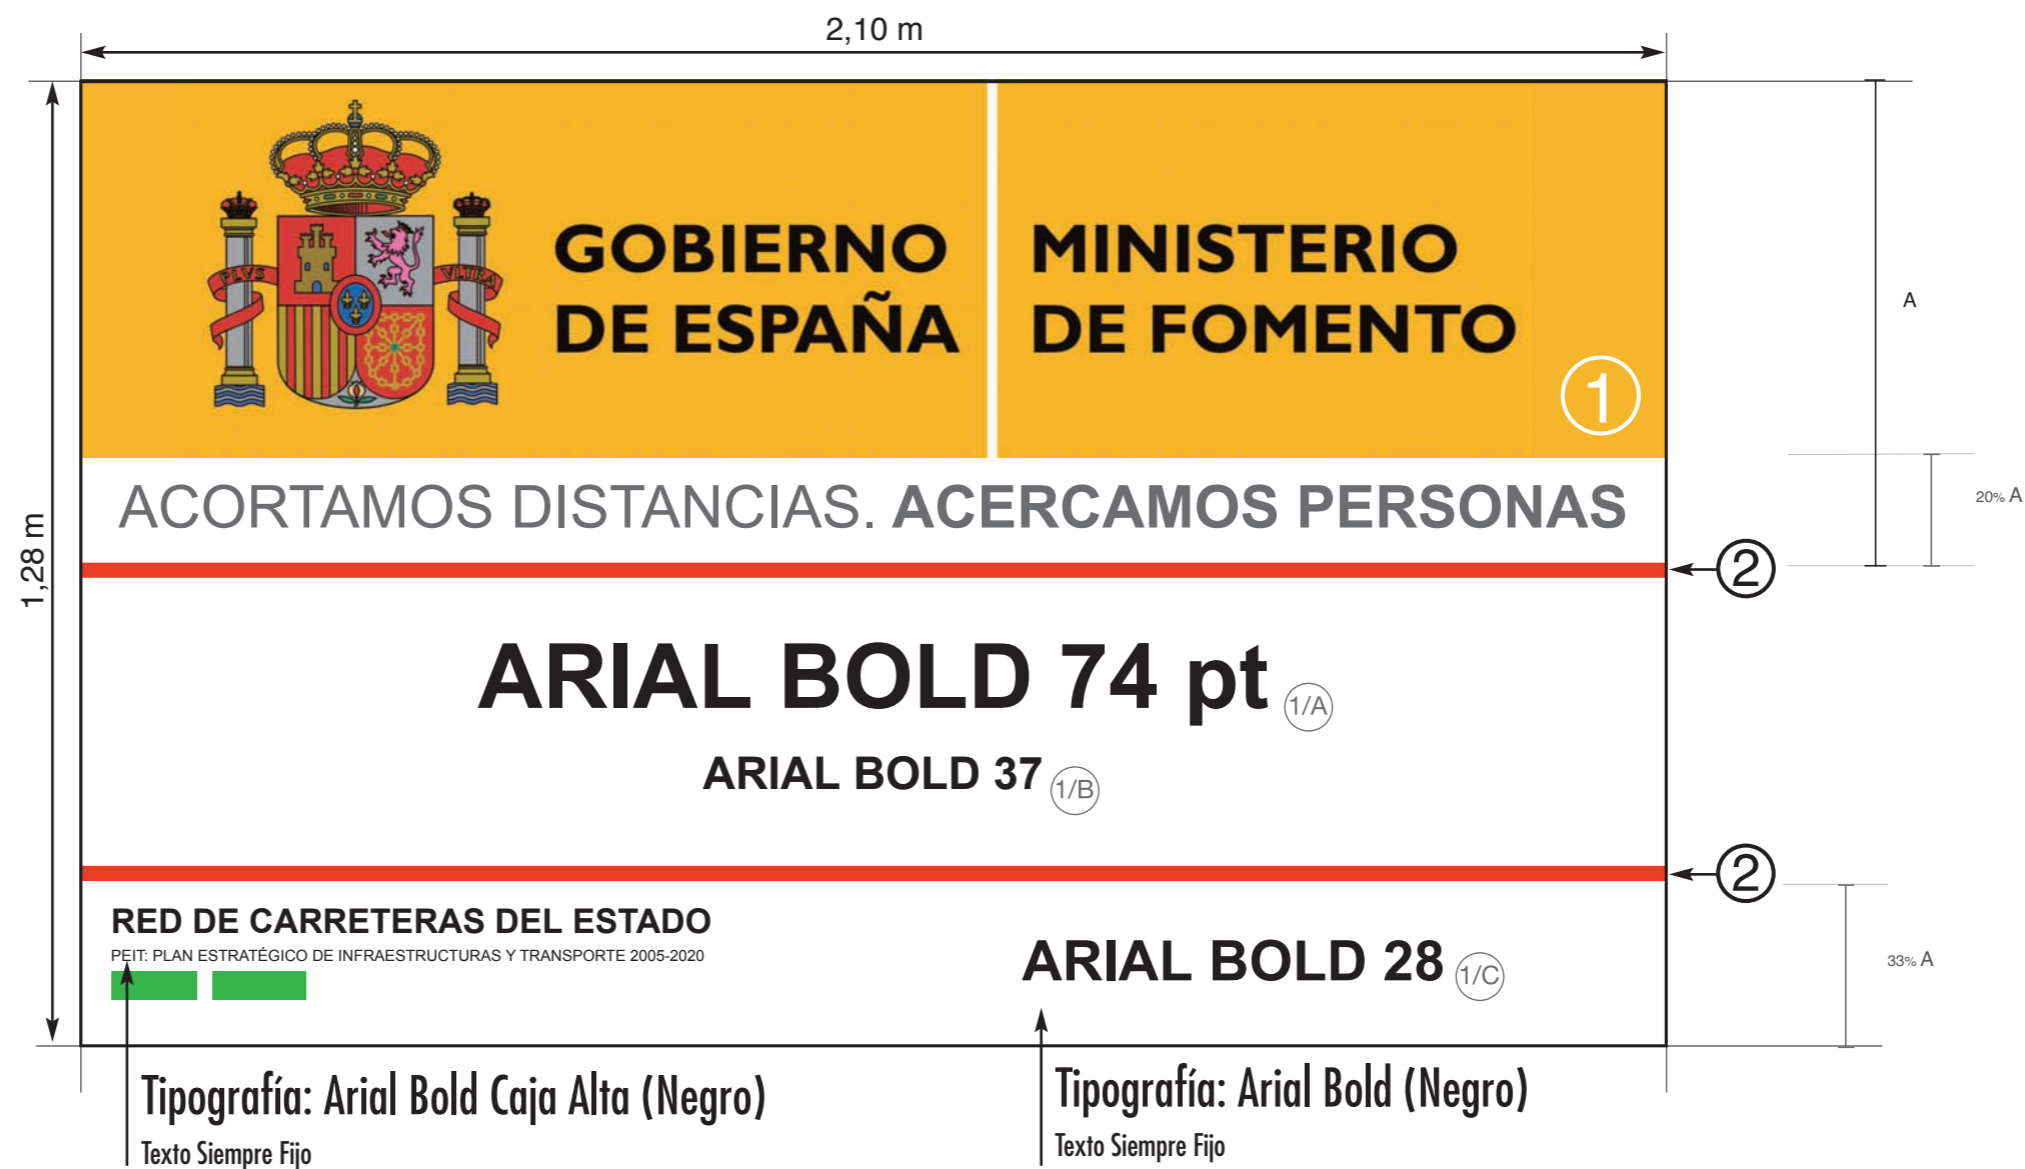 2,10 m
1,28 m
PLVS
VLTRA
GOBIERNO
DE ESPAÑA
MINISTERIO
DE FOMENTO
1
A
ACORTAMOS DISTANCIAS. ACERCAMOS PERSONAS
20% A
2
ARIAL BOLD 74 pt 1/A
ARIAL BOLD 37 1/B
2
RED DE CARRETERAS DEL ESTADO
PEIT: PLAN ESTRATÉGICO DE INFRAESTRUCTURAS Y TRANSPORTE 2005-2020
ARIAL BOLD 28 1/C
33% A
Tipografía: Arial Bold Caja Alta (Negro)
Texto Siempre Fijo
Tipografía: Arial Bold (Negro)
Texto Siempre Fijo